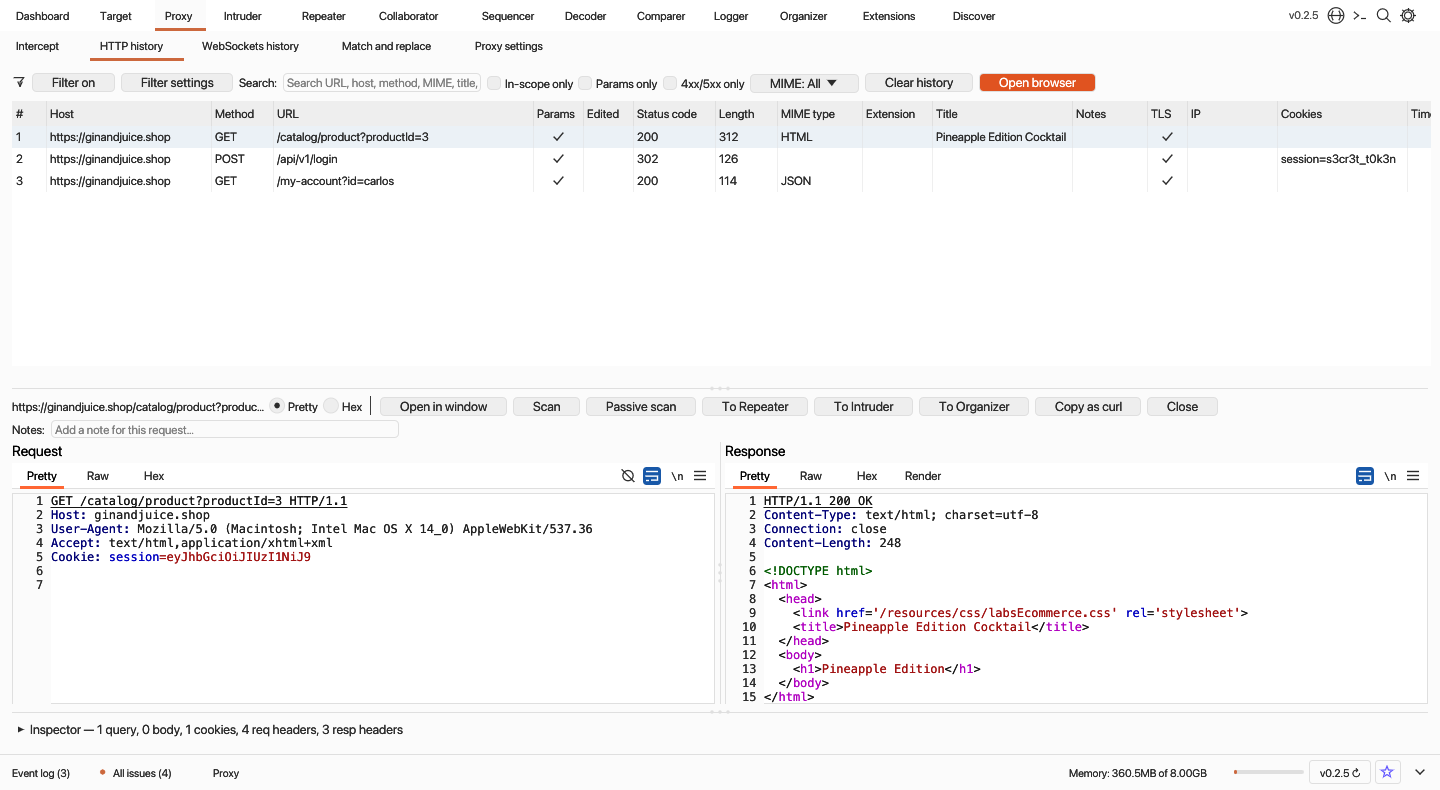 Dashboard Target Proxy Intruder Repeater Collaborator Sequencer Decoder Comparer Logger Organizer Extensions Discover v0.2.5
Intercept HTTP history WebSockets history Match and replace Proxy settings
Filter on Filter settings Search: Search URL, host, method, MIME, title, In-scope only Params only 4xx/5xx only MIME: All Clear history Open browser
# Host Method URL Params Edited Status code Length MIME type Extension Title Notes TLS IP Cookies Time
1 https://ginandjuice.shop GET /catalog/product?productId=3 ✓ 200 312 HTML Pineapple Edition Cocktail ✓
2 https://ginandjuice.shop POST /api/v1/login ✓ 302 126 ✓ session=s3cr3t_t0k3n
3 https://ginandjuice.shop GET /my-account?id=carlos ✓ 200 114 JSON ✓
https://ginandjuice.shop/catalog/product?produc... Pretty Hex Open in window Scan Passive scan To Repeater To Intruder To Organizer Copy as curl Close
Notes: Add a note for this request...
Request
Pretty Raw Hex \n
1 GET /catalog/product?productId=3 HTTP/1.1
2 Host: ginandjuice.shop
3 User-Agent: Mozilla/5.0 (Macintosh; Intel Mac OS X 14_0) AppleWebKit/537.36
4 Accept: text/html,application/xhtml+xml
5 Cookie: session=eyJhbGciOiJIUzI1NiJ9
6
7
Response
Pretty Raw Hex Render \n
1 HTTP/1.1 200 OK
2 Content-Type: text/html; charset=utf-8
3 Connection: close
4 Content-Length: 248
5
6 <!DOCTYPE html>
7 <html>
8 <head>
9 <link href='/resources/css/labsEcommerce.css' rel='stylesheet'>
10 <title>Pineapple Edition Cocktail</title>
11 </head>
12 <body>
13 <h1>Pineapple Edition</h1>
14 </body>
15 </html>
Inspector — 1 query, 0 body, 1 cookies, 4 req headers, 3 resp headers
Event log (3) All issues (4) Proxy Memory: 360.5MB of 8.00GB v0.2.5